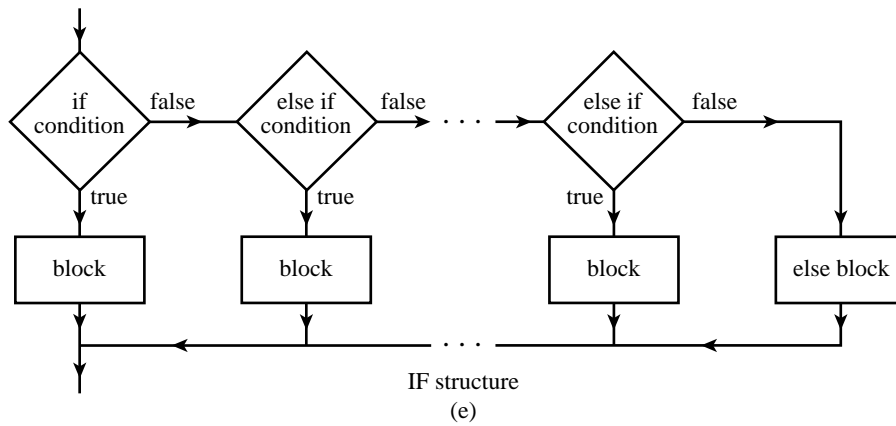 if
condition
false
else if
condition
false
. . .
else if
condition
false
true
true
true
block
block
block
else block
. . .
IF structure
(e)